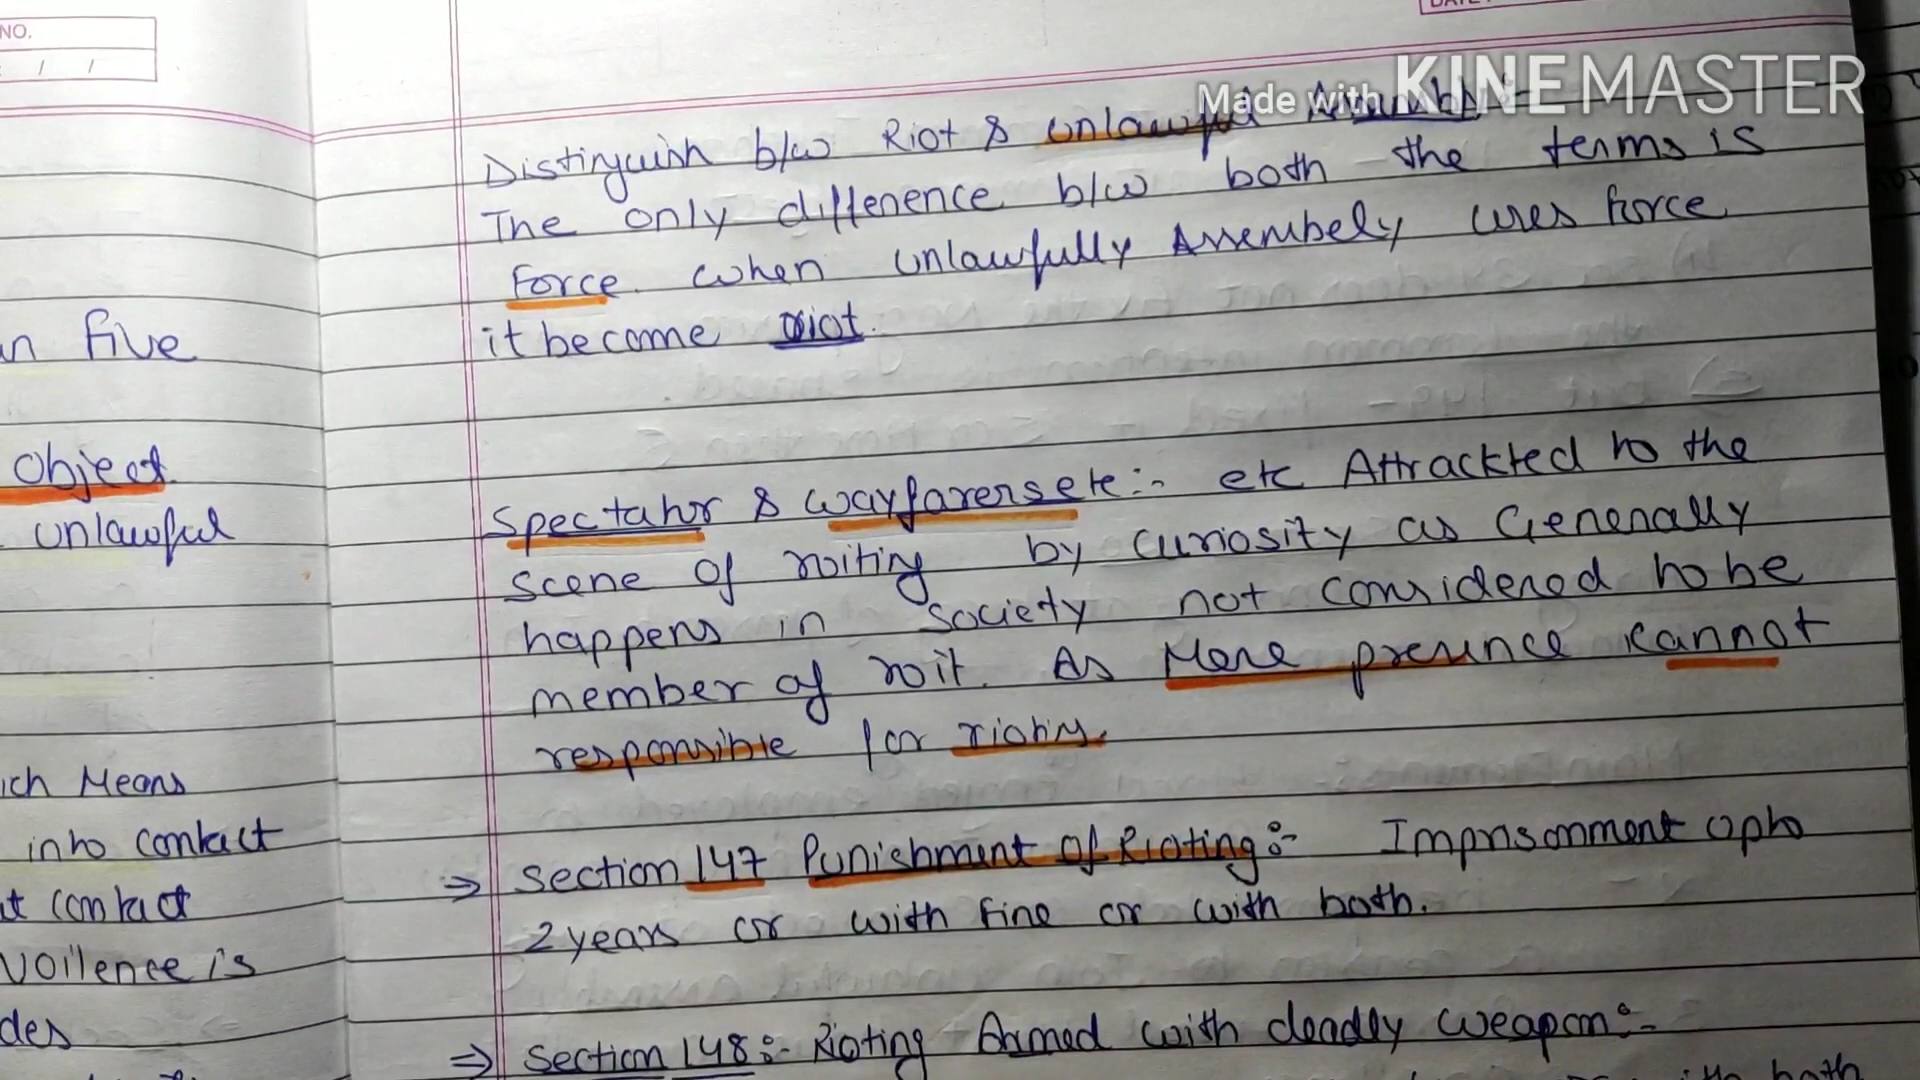 NO.
/ /
n five
object
unlawful
ich Means
into contact
t contact
voilence is
des
Made with KINEMASTER
Distinguish b/w Riot & unlawful Assembly:-
The only difference b/w both the terms is
Force. when unlawfully Assembely uses force
it become riot.
Spectator & wayfarers etc:- etc Attrackted to the
scene of roiting by curiosity as Generally
happens in society not considered to be
member of roit. As Mere presence cannot
responsible for rioting.
⇒ section 147 Punishment of Rioting:- Imprisonment upto
2 years or with fine or with both.
⇒ section 148:- Rioting Armed with deadly weapon:-
both